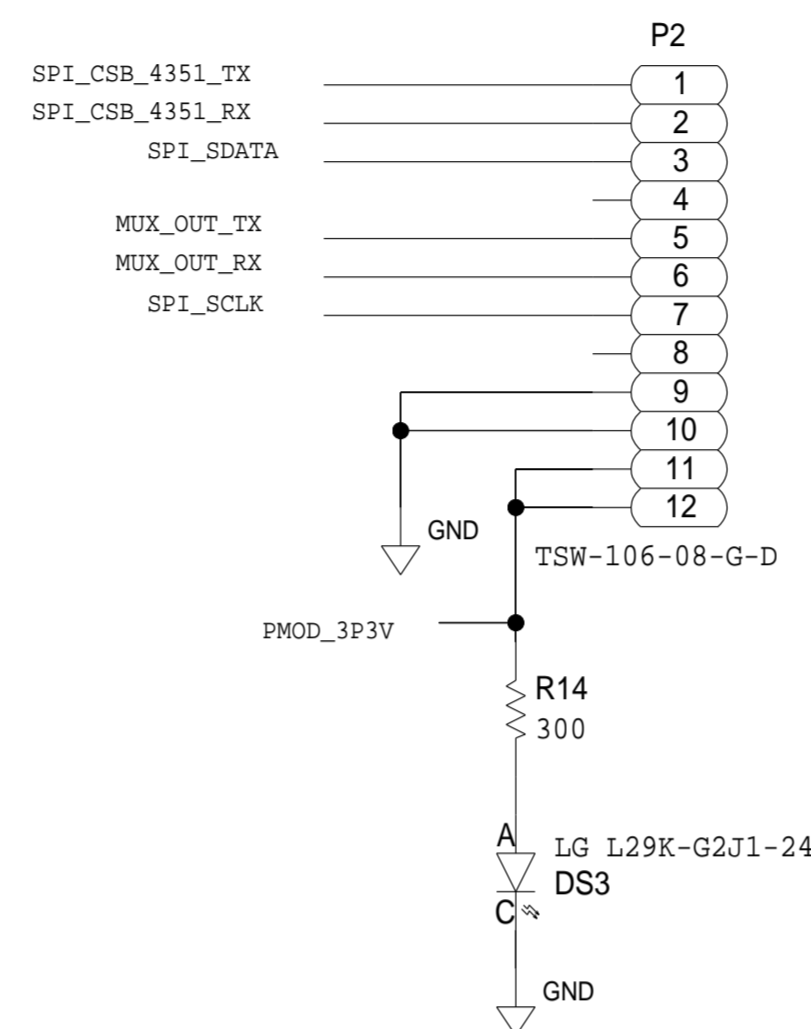 P2
SPI_CSB_4351_TX
1
SPI_CSB_4351_RX
2
SPI_SDATA
3
4
MUX_OUT_TX
5
MUX_OUT_RX
6
SPI_SCLK
7
8
9
10
11
12
GND
TSW-106-08-G-D
PMOD_3P3V
R14
300
A
LG L29K-G2J1-24
DS3
C
GND